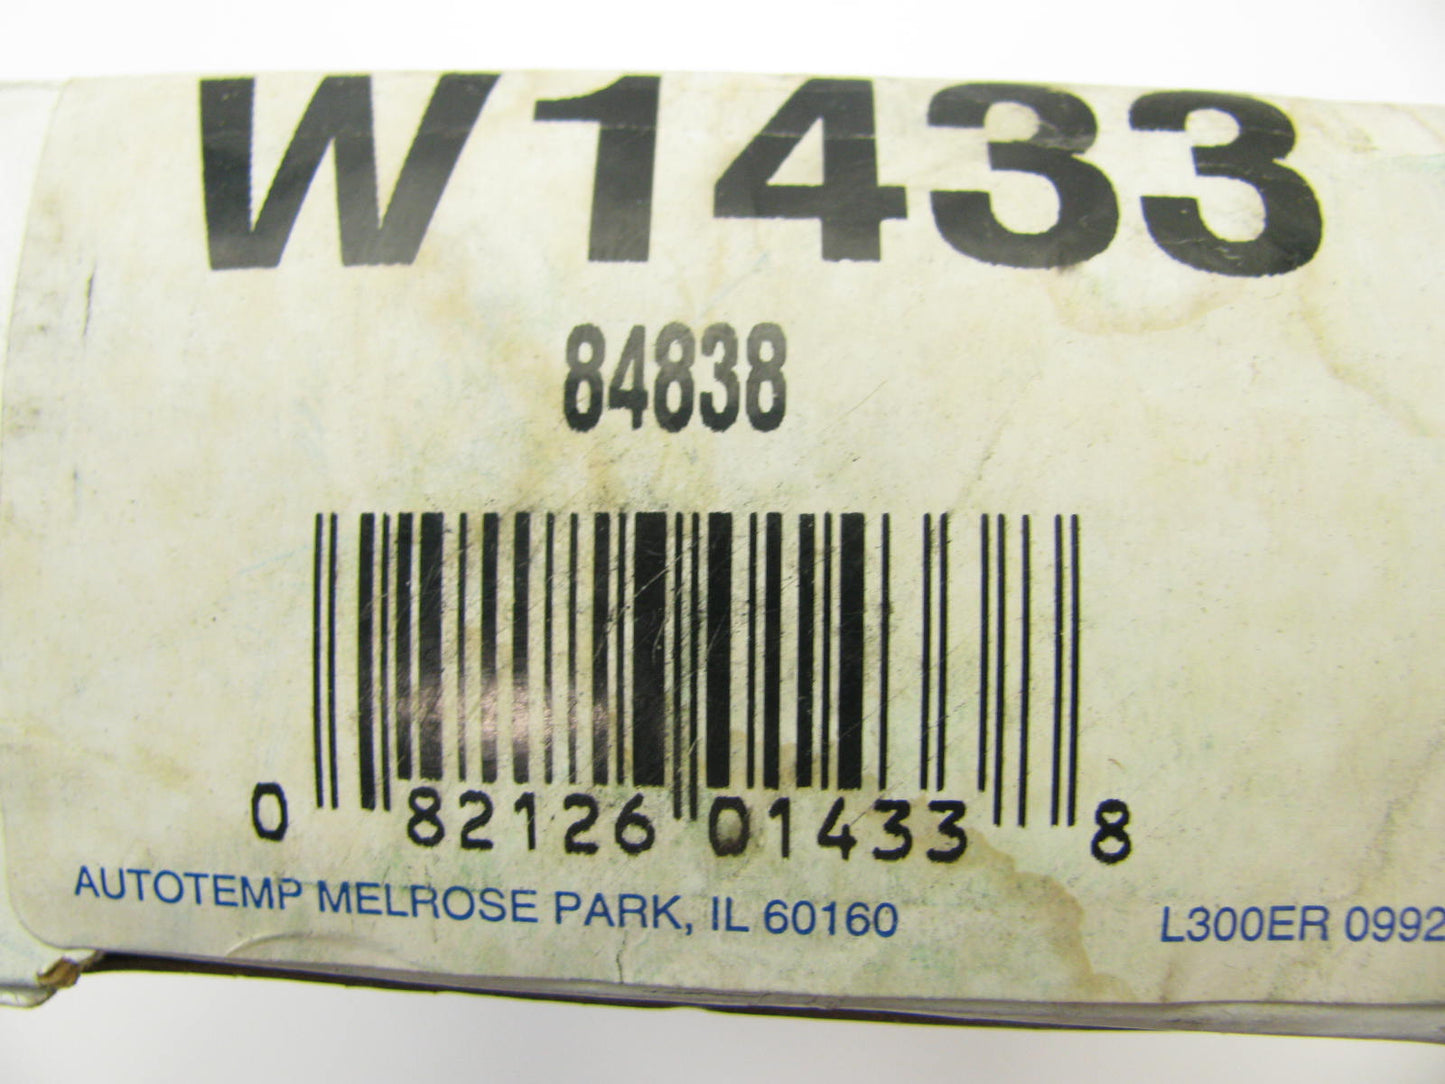 W1433
84838
0 82126 01433 8
AUTOTEMP MELROSE PARK, IL 60160 L300ER 0992